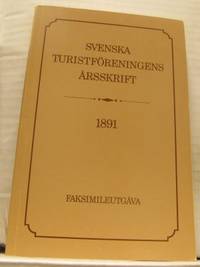 SVENSKA
TURISTFÖRENINGENS
ÅRSSKRIFT
1891
FAKSIMILEUTGÅVA